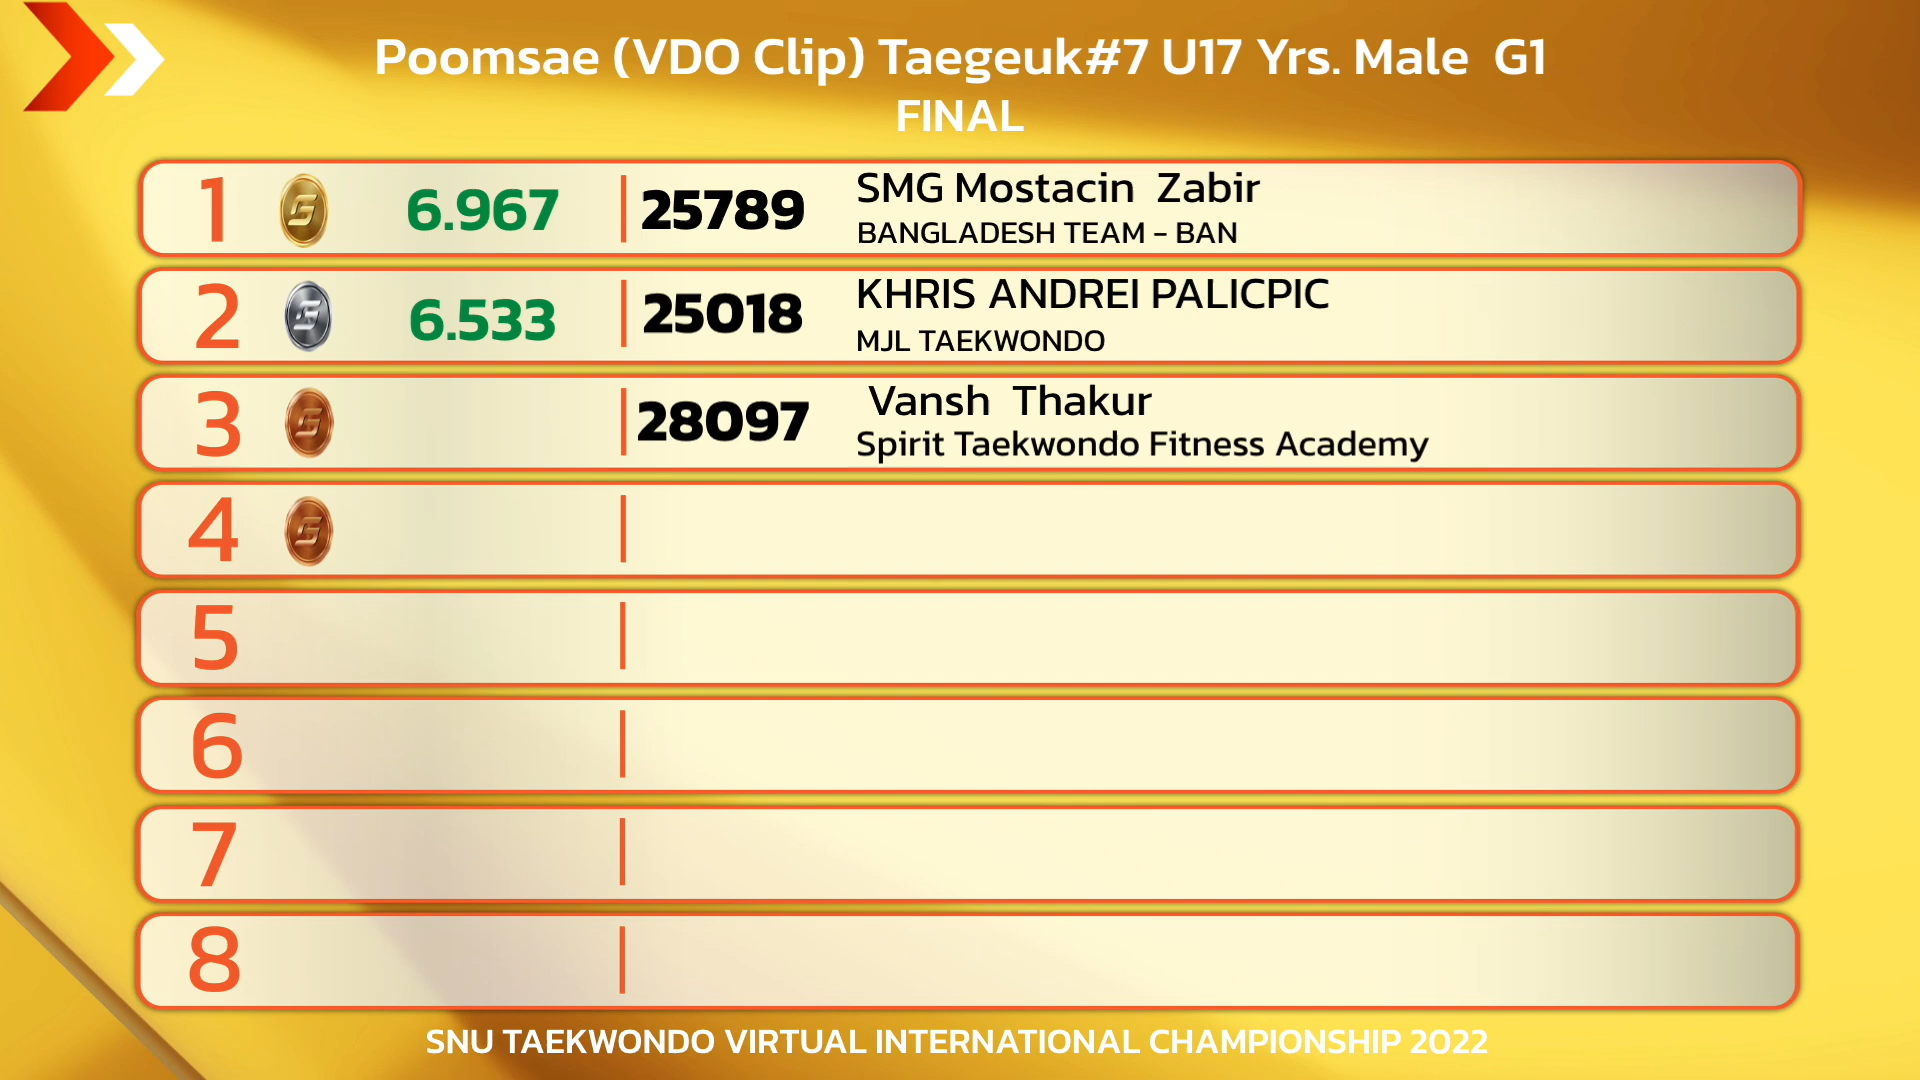 Poomsae (VDO Clip) Taegeuk#7 U17 Yrs. Male G1
FINAL
1 6.967 25789 SMG Mostacin Zabir
BANGLADESH TEAM - BAN
2 6.533 25018 KHRIS ANDREI PALICPIC
MJL TAEKWONDO
3 28097 Vansh Thakur
Spirit Taekwondo Fitness Academy
4
5
6
7
8
SNU TAEKWONDO VIRTUAL INTERNATIONAL CHAMPIONSHIP 2022